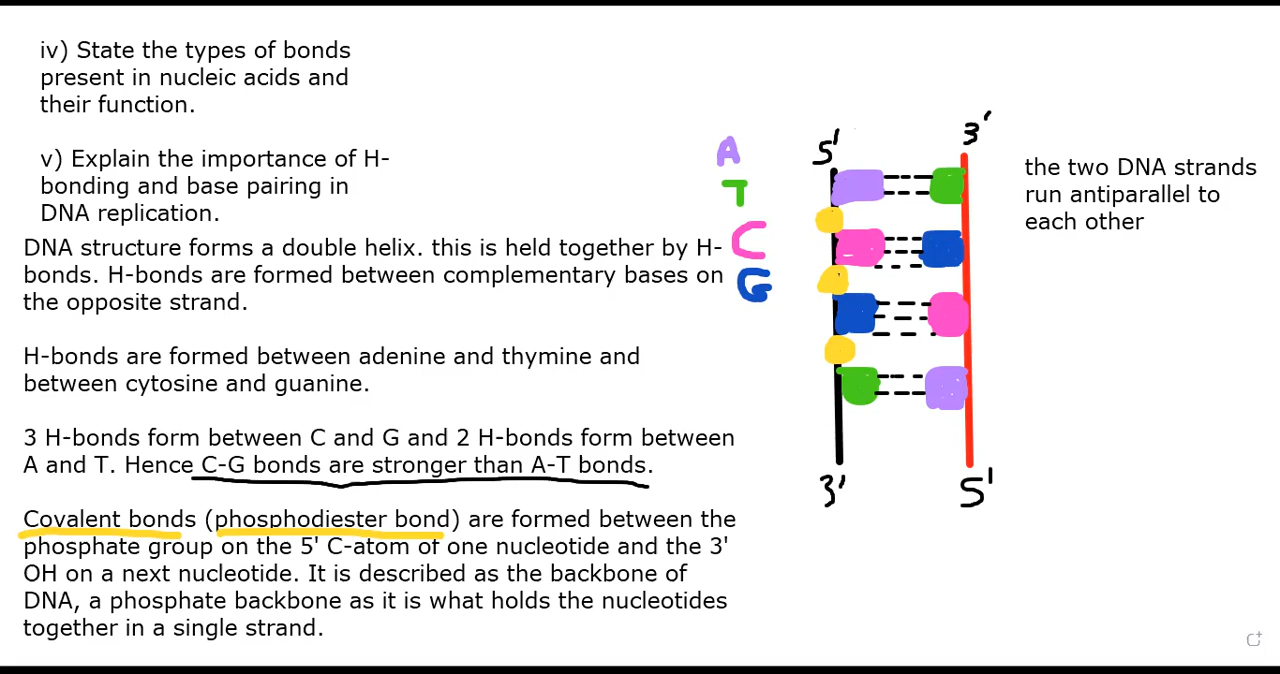 iv) State the types of bonds
present in nucleic acids and
their function.
v) Explain the importance of H-
bonding and base pairing in
DNA replication.
DNA structure forms a double helix. this is held together by H-
bonds. H-bonds are formed between complementary bases on
the opposite strand.
H-bonds are formed between adenine and thymine and
between cytosine and guanine.
3 H-bonds form between C and G and 2 H-bonds form between
A and T. Hence C-G bonds are stronger than A-T bonds.
Covalent bonds (phosphodiester bond) are formed between the
phosphate group on the 5' C-atom of one nucleotide and the 3'
OH on a next nucleotide. It is described as the backbone of
DNA, a phosphate backbone as it is what holds the nucleotides
together in a single strand.
A
T
C
G
5'
3'
3'
5'
the two DNA strands
run antiparallel to
each other